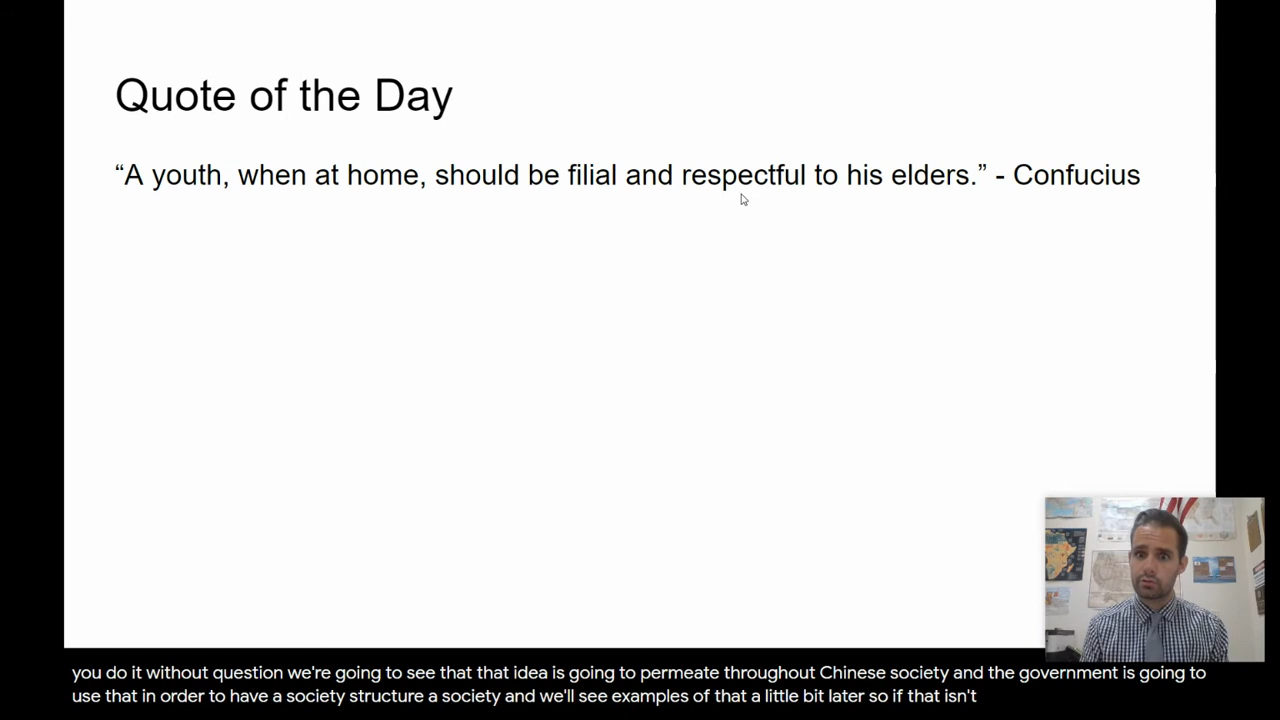 Quote of the Day
“A youth, when at home, should be filial and respectful to his elders.” - Confucius
you do it without question we're going to see that that idea is going to permeate throughout Chinese society and the government is going to
use that in order to have a society structure a society and we'll see examples of that a little bit later so if that isn't